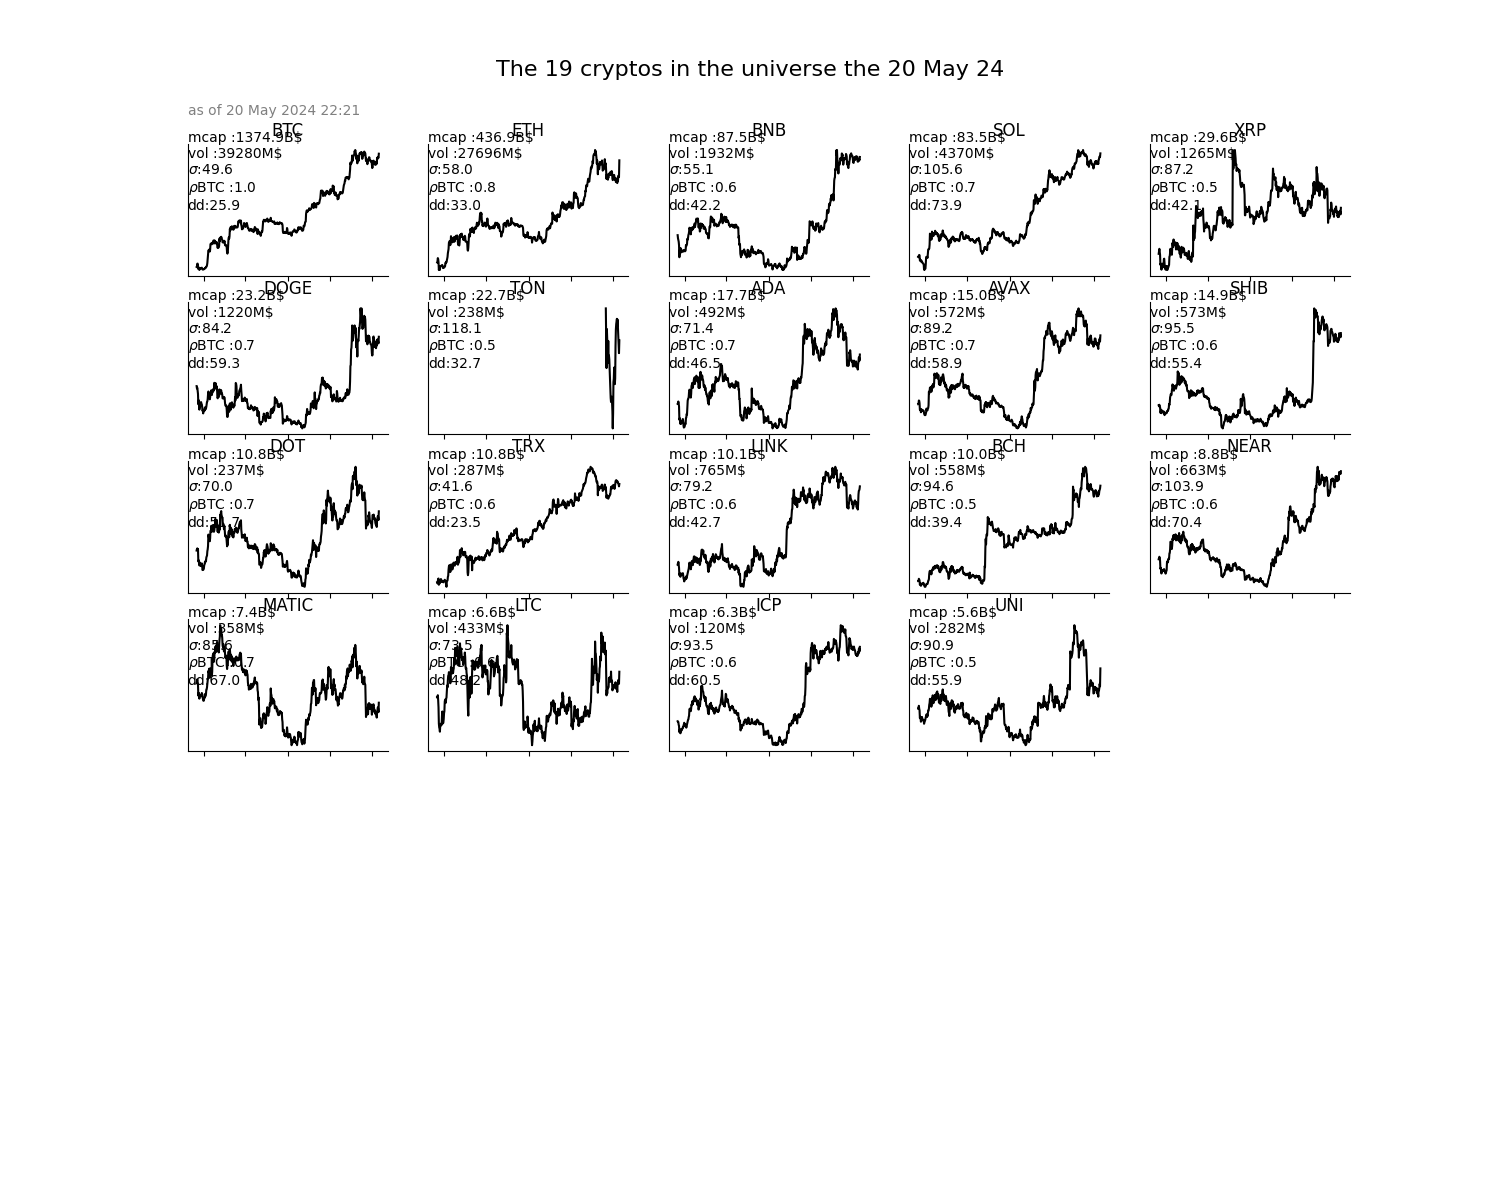 The 19 cryptos in the universe the 20 May 24
as of 20 May 2024 22:21
BTC
mcap :1374.9B$
vol :39280M$
σ:49.6
ρBTC :1.0
dd:25.9
ETH
mcap :436.9B$
vol :27696M$
σ:58.0
ρBTC :0.8
dd:33.0
BNB
mcap :87.5B$
vol :1932M$
σ:55.1
ρBTC :0.6
dd:42.2
SOL
mcap :83.5B$
vol :4370M$
σ:105.6
ρBTC :0.7
dd:73.9
XRP
mcap :29.6B$
vol :1265M$
σ:87.2
ρBTC :0.5
dd:42.1
DOGE
mcap :23.2B$
vol :1220M$
σ:84.2
ρBTC :0.7
dd:59.3
TON
mcap :22.7B$
vol :238M$
σ:118.1
ρBTC :0.5
dd:32.7
ADA
mcap :17.7B$
vol :492M$
σ:71.4
ρBTC :0.7
dd:46.5
AVAX
mcap :15.0B$
vol :572M$
σ:89.2
ρBTC :0.7
dd:58.9
SHIB
mcap :14.9B$
vol :573M$
σ:95.5
ρBTC :0.6
dd:55.4
DOT
mcap :10.8B$
vol :237M$
σ:70.0
ρBTC :0.7
TRX
mcap :10.8B$
vol :287M$
σ:41.6
ρBTC :0.6
dd:23.5
LINK
mcap :10.1B$
vol :765M$
σ:79.2
ρBTC :0.6
dd:42.7
BCH
mcap :10.0B$
vol :558M$
σ:94.6
ρBTC :0.5
dd:39.4
NEAR
mcap :8.8B$
vol :663M$
σ:103.9
ρBTC :0.6
dd:70.4
MATIC
mcap :7.4B$
vol :358M$
σ:85.6
ρBTC :0.7
dd:67.0
LTC
mcap :6.6B$
vol :433M$
σ:73.5
ρBTC :0.6
dd:48.2
ICP
mcap :6.3B$
vol :120M$
σ:93.5
ρBTC :0.6
dd:60.5
UNI
mcap :5.6B$
vol :282M$
σ:90.9
ρBTC :0.5
dd:55.9